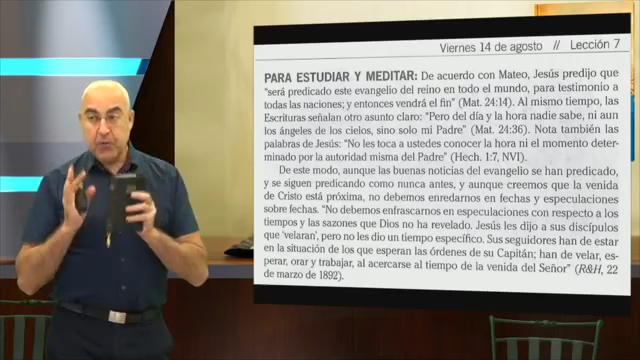 Viernes 14 de agosto // Lección 7
PARA ESTUDIAR Y MEDITAR: De acuerdo con Mateo, Jesús predijo que
“será predicado este evangelio del reino en todo el mundo, para testimonio a
todas las naciones; y entonces vendrá el fin” (Mat. 24:14). Al mismo tiempo, las
Escrituras señalan otro asunto claro: “Pero del día y la hora nadie sabe, ni aun
los ángeles de los cielos, sino solo mi Padre” (Mat. 24:36). Nota también las
palabras de Jesús: “No les toca a ustedes conocer la hora ni el momento deter-
minado por la autoridad misma del Padre” (Hech. 1:7, NVI).
De este modo, aunque las buenas noticias del evangelio se han predicado,
y se siguen predicando como nunca antes, y aunque creemos que la venida
de Cristo está próxima, no debemos enredarnos en fechas y especulaciones
sobre fechas. “No debemos enfrascarnos en especulaciones con respecto a los
tiempos y las sazones que Dios no ha revelado. Jesús les dijo a sus discípulos
que ‘velaran’, pero no les dio un tiempo específico. Sus seguidores han de estar
en la situación de los que esperan las órdenes de su Capitán; han de velar, es-
perar, orar y trabajar, al acercarse al tiempo de la venida del Señor” (R&H, 22
de marzo de 1892).